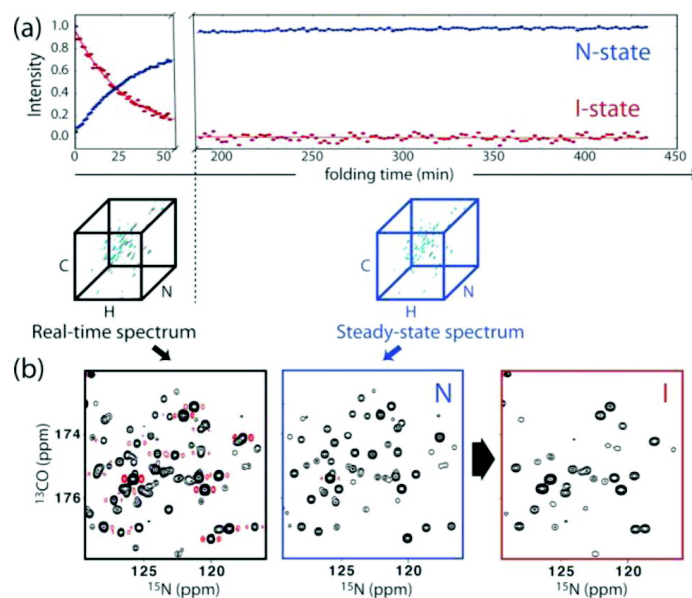 (a)
1.0
0.8
0.6
0.4
0.2
0.0
Intensity
N-state
I-state
0 25 50 200 250 300 350 400 450
folding time (min)
C
H
N
C
H
N
Real-time spectrum
Steady-state spectrum
(b)
N
I
174
176
¹³CO (ppm)
125 120
125 120
125 120
¹⁵N (ppm)
¹⁵N (ppm)
¹⁵N (ppm)